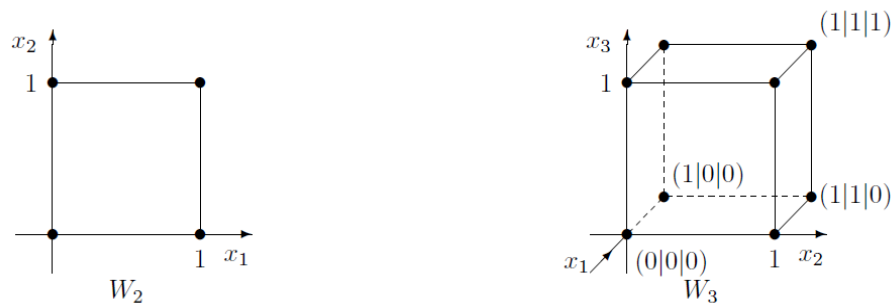 x₂
1
1
x₁
W₂
x₃
(1|1|1)
1
(1|0|0)
(1|1|0)
x₁
(0|0|0)
1
x₂
W₃